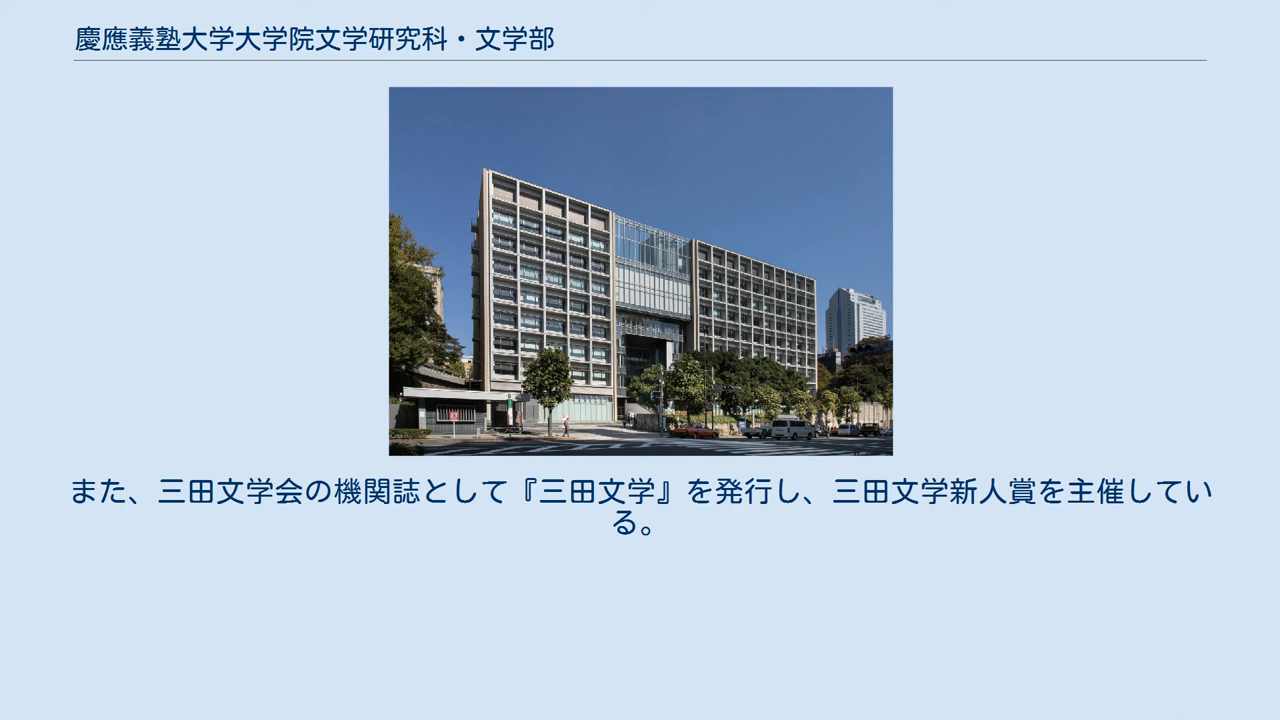 慶應義塾大学大学院文学研究科・文学部
また、三田文学会の機関誌として『三田文学』を発行し、三田文学新人賞を主催してい
る。